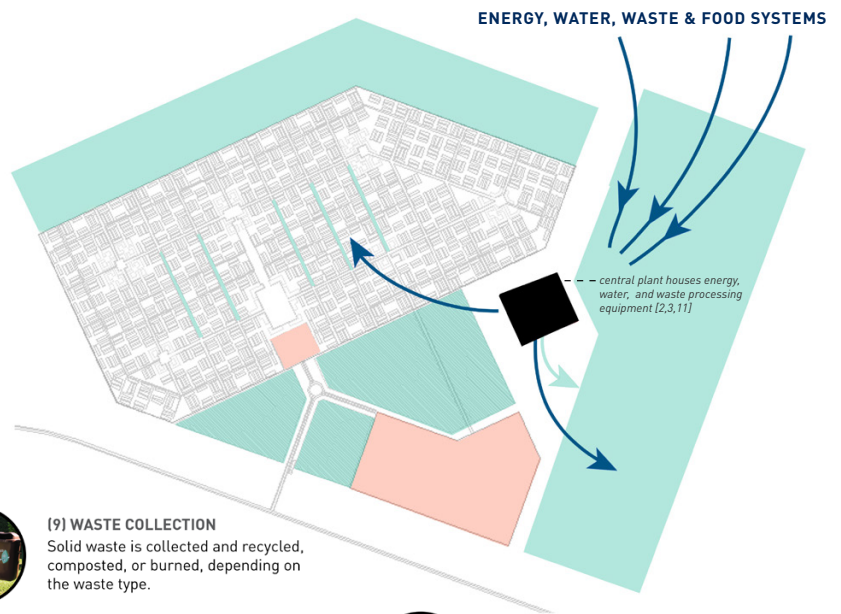 ENERGY, WATER, WASTE & FOOD SYSTEMS
central plant houses energy,
water, and waste processing
equipment [2,3,11]
(9) WASTE COLLECTION
Solid waste is collected and recycled,
composted, or burned, depending on
the waste type.